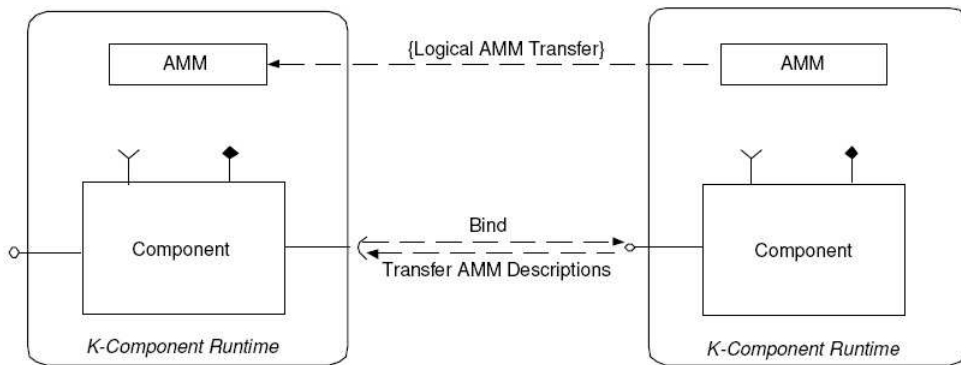 AMM
{Logical AMM Transfer}
AMM
Component
Bind
Transfer AMM Descriptions
Component
K-Component Runtime
K-Component Runtime